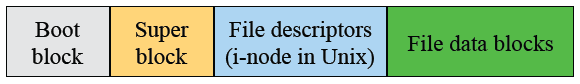 Boot
block
Super
block
File descriptors
(i-node in Unix)
File data blocks